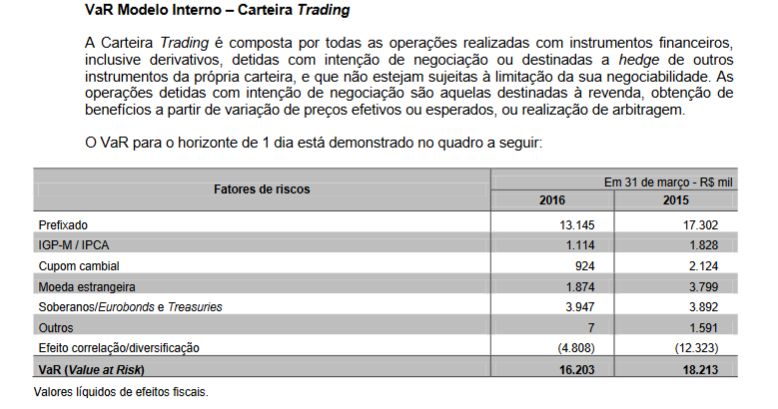 VaR Modelo Interno – Carteira Trading
A Carteira Trading é composta por todas as operações realizadas com instrumentos financeiros,
inclusive derivativos, detidas com intenção de negociação ou destinadas a hedge de outros
instrumentos da própria carteira, e que não estejam sujeitas à limitação da sua negociabilidade. As
operações detidas com intenção de negociação são aquelas destinadas à revenda, obtenção de
benefícios a partir de variação de preços efetivos ou esperados, ou realização de arbitragem.
O VaR para o horizonte de 1 dia está demonstrado no quadro a seguir:
Fatores de riscos Em 31 de março - R$ mil
2016 2015
Prefixado 13.145 17.302
IGP-M / IPCA 1.114 1.828
Cupom cambial 924 2.124
Moeda estrangeira 1.874 3.799
Soberanos/Eurobonds e Treasuries 3.947 3.892
Outros 7 1.591
Efeito correlação/diversificação (4.808) (12.323)
VaR (Value at Risk) 16.203 18.213
Valores líquidos de efeitos fiscais.